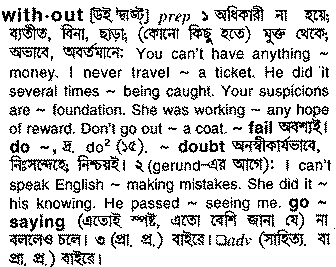 with·out [উইদ্আউট্] prep ১ অধিকারী না হয়ে,
ব্যতীত, বিনা, ছাড়া, (কোনো কিছু হতে) মুক্ত থেকে,
অভাবে, অবর্তমানে: You can't have anything ~
money. I never travel ~ a ticket. He did it
several times ~ being caught. Your suspicions
are ~ foundation. She was working ~ any hope
of reward. Don't go out ~ a coat. ~ fail অবশ্যই।
do ~, দ্র. do² (১৫). ~ doubt অনস্বীকার্যভাবে,
নিঃসন্দেহে, নিশ্চয়ই। ২ (gerund-এর আগে): I can't
speak English ~ making mistakes. She did it ~
his knowing. He passed ~ seeing me. go ~
saying (এতোই স্পষ্ট, এতো বেশি জানা যে) না
বললেও চলে। ৩ (প্রা. প্র.) বাইরে। □adv (সাহিত্য. বা
প্রা. প্র.) বাইরে।